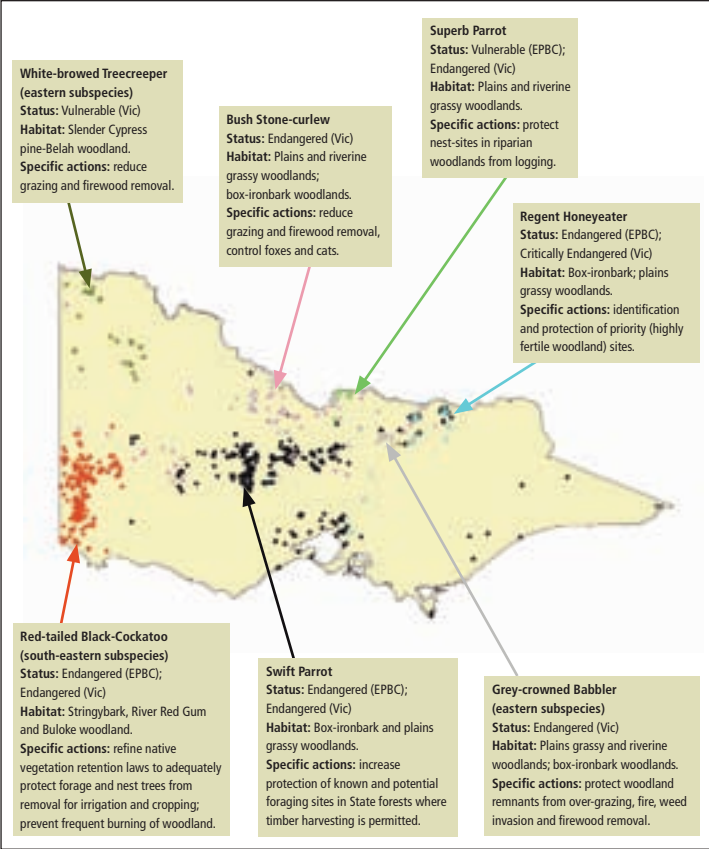 Superb Parrot
Status: Vulnerable (EPBC);
Endangered (Vic)
Habitat: Plains and riverine
grassy woodlands.
Specific actions: protect
nest-sites in riparian
woodlands from logging.
White-browed Treecreeper
(eastern subspecies)
Status: Vulnerable (Vic)
Habitat: Slender Cypress
pine-Belah woodland.
Specific actions: reduce
grazing and firewood removal.
Bush Stone-curlew
Status: Endangered (Vic)
Habitat: Plains and riverine
grassy woodlands;
box-ironbark woodlands.
Specific actions: reduce
grazing and firewood removal,
control foxes and cats.
Regent Honeyeater
Status: Endangered (EPBC);
Critically Endangered (Vic)
Habitat: Box-ironbark; plains
grassy woodlands.
Specific actions: identification
and protection of priority (highly
fertile woodland) sites.
Red-tailed Black-Cockatoo
(south-eastern subspecies)
Status: Endangered (EPBC);
Endangered (Vic)
Habitat: Stringybark, River Red Gum
and Buloke woodland.
Specific actions: refine native
vegetation retention laws to adequately
protect forage and nest trees from
removal for irrigation and cropping;
prevent frequent burning of woodland.
Swift Parrot
Status: Endangered (EPBC);
Endangered (Vic)
Habitat: Box-ironbark and plains
grassy woodlands.
Specific actions: increase
protection of known and potential
foraging sites in State forests where
timber harvesting is permitted.
Grey-crowned Babbler
(eastern subspecies)
Status: Endangered (Vic)
Habitat: Plains grassy and riverine
woodlands; box-ironbark woodlands.
Specific actions: protect woodland
remnants from over-grazing, fire, weed
invasion and firewood removal.